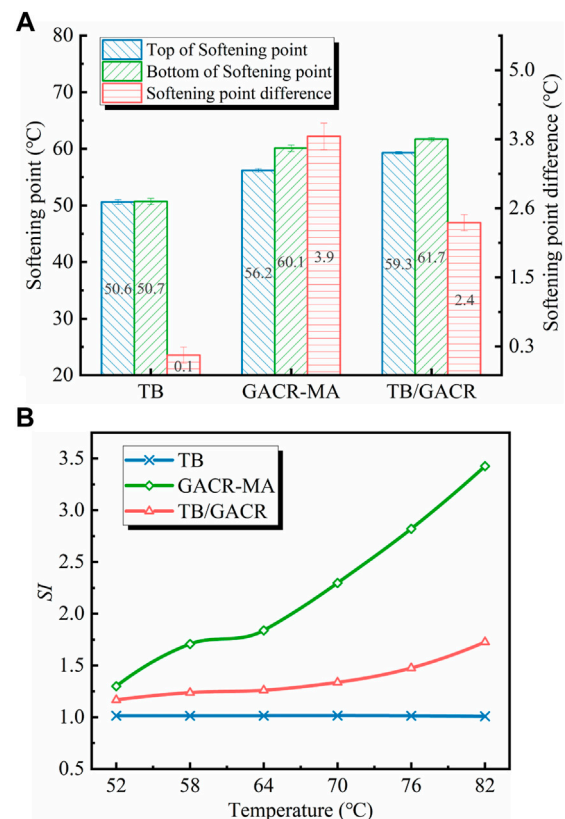 A
Top of Softening point
Bottom of Softening point
Softening point difference
Softening point (℃)
80
70
60
50
40
30
20
5.0
3.8
2.6
1.5
0.3
Softening point difference (℃)
50.6
50.7
0.1
56.2
60.1
3.9
59.3
61.7
2.4
TB
GACR-MA
TB/GACR
B
TB
GACR-MA
TB/GACR
SI
3.5
3.0
2.5
2.0
1.5
1.0
0.5
52
58
64
70
76
82
Temperature (℃)